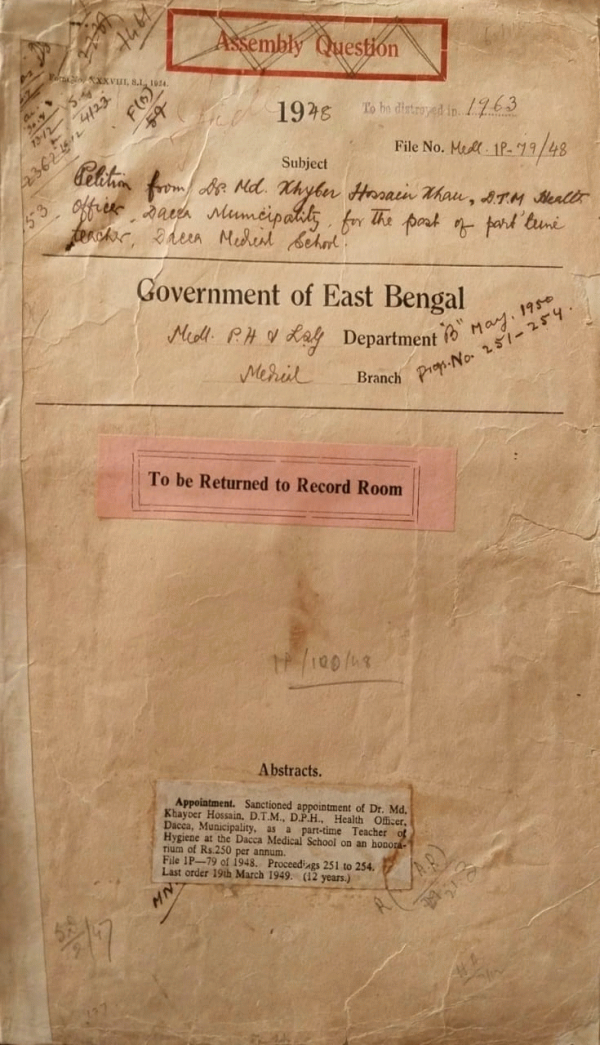 Assembly Question
1948 To be distroyed in 1963
File No. Medl. 1P-79/48
Subject
Petition from, Dr. Md. Khyber Hossain Khan, D.T.M Health
Officer, Dacca Municipality, for the post of part time
teacher, Dacca Medical School.
Government of East Bengal
Medl. P.H & LSG Department "B" May. 1950
Medical Branch Progs. No. 251-254.
To be Returned to Record Room
1P/100/48
Abstracts.
Appointment. Sanctioned appointment of Dr. Md.
Khayber Hossain, D.T.M., D.P.H., Health Officer,
Dacca, Municipality, as a part-time Teacher of
Hygiene at the Dacca Medical School on an honora-
rium of Rs.250 per annum.
File 1P—79 of 1948. Proceedings 251 to 254.
Last order 19th March 1949. (12 years.)